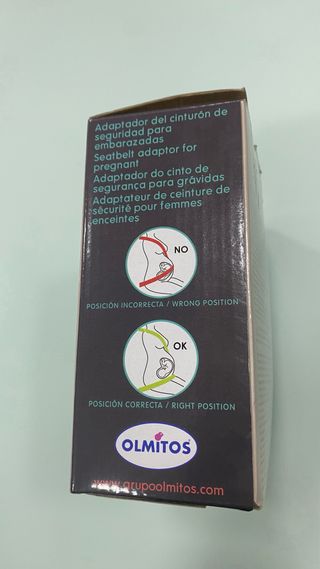 Adaptador del cinturón de
seguridad para
embarazadas
Seatbelt adaptor for
pregnant
Adaptador do cinto de
segurança para grávidas
Adaptateur de ceinture de
sécurité pour femmes
enceintes
NO
POSICIÓN INCORRECTA / WRONG POSITION
OK
POSICIÓN CORRECTA / RIGHT POSITION
OLMITOS
www.grupoolmitos.com